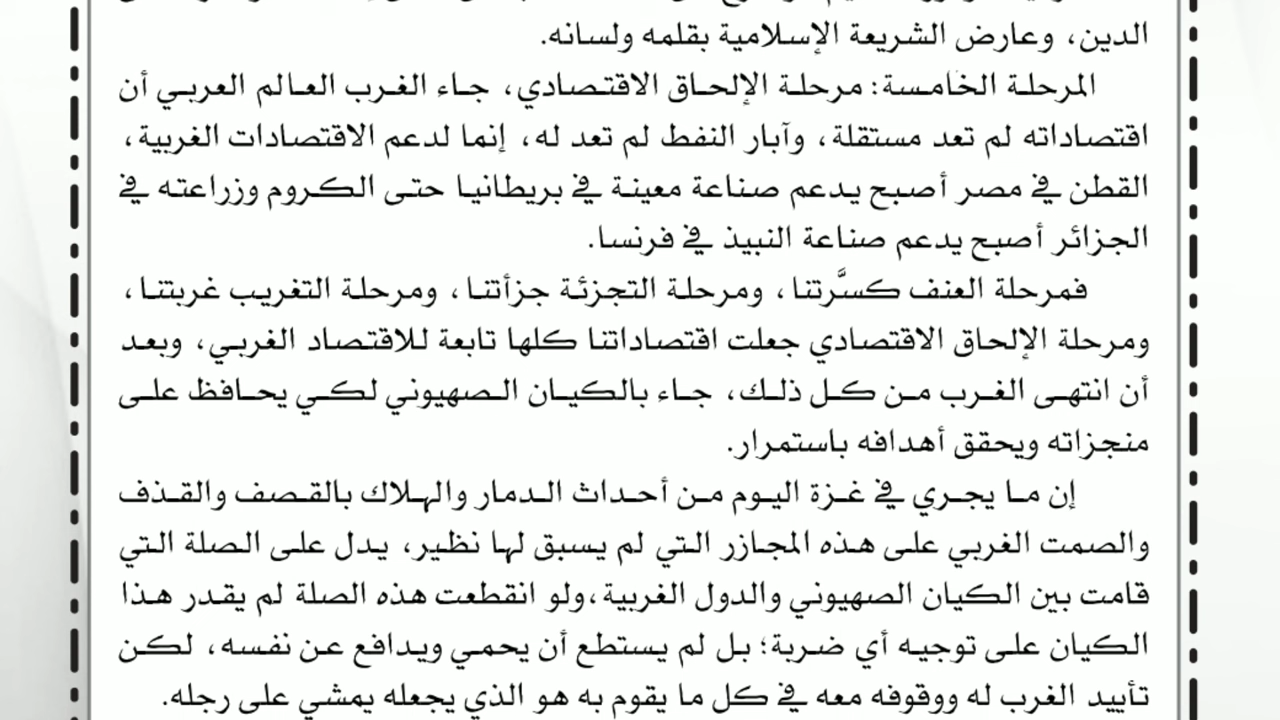 الدين، وعارض الشريعة الإسلامية بقلمه ولسانه.
المرحلة الخامسة: مرحلة الإلحاق الاقتصادي، جاء الغرب العالم العربي أن
اقتصاداته لم تعد مستقلة، وآبار النفط لم تعد له، إنما لدعم الاقتصادات الغربية،
القطن في مصر أصبح يدعم صناعة معينة في بريطانيا حتى الكروم وزراعته في
الجزائر أصبح يدعم صناعة النبيذ في فرنسا.
فمرحلة العنف كسَّرتنا، ومرحلة التجزئة جزأتنا، ومرحلة التغريب غربتنا،
ومرحلة الإلحاق الاقتصادي جعلت اقتصاداتنا كلها تابعة للاقتصاد الغربي، وبعد
أن انتهى الغرب من كل ذلك، جاء بالكيان الصهيوني لكي يحافظ على
منجزاته ويحقق أهدافه باستمرار.
إن ما يجري في غزة اليوم من أحداث الدمار والهلاك بالقصف والقذف
والصمت الغربي على هذه المجازر التي لم يسبق لها نظير، يدل على الصلة التي
قامت بين الكيان الصهيوني والدول الغربية،ولو انقطعت هذه الصلة لم يقدر هذا
الكيان على توجيه أي ضربة؛ بل لم يستطع أن يحمي ويدافع عن نفسه، لكن
تأييد الغرب له ووقوفه معه في كل ما يقوم به هو الذي يجعله يمشي على رجله.